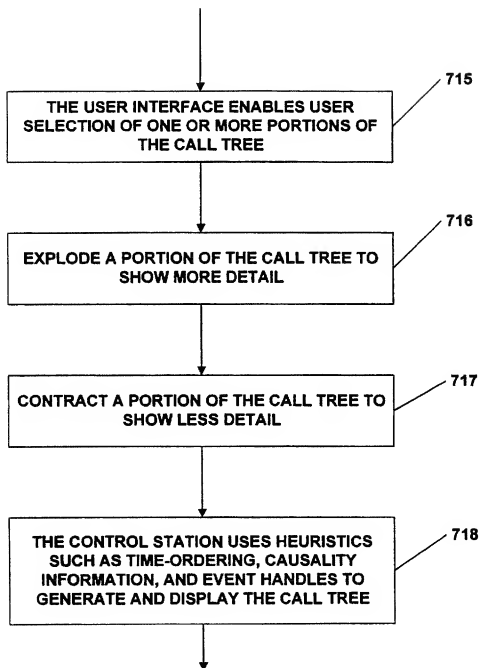 715
THE USER INTERFACE ENABLES USER
SELECTION OF ONE OR MORE PORTIONS OF
THE CALL TREE
716
EXPLODE A PORTION OF THE CALL TREE TO
SHOW MORE DETAIL
717
CONTRACT A PORTION OF THE CALL TREE TO
SHOW LESS DETAIL
718
THE CONTROL STATION USES HEURISTICS
SUCH AS TIME-ORDERING, CAUSALITY
INFORMATION, AND EVENT HANDLES TO
GENERATE AND DISPLAY THE CALL TREE